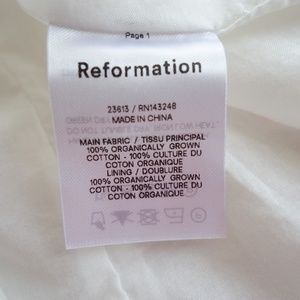 Page 1
Reformation
23613 / RN143248
MADE IN CHINA
MAIN FABRIC / TISSU PRINCIPAL
100% ORGANICALLY GROWN
COTTON - 100% CULTURE DU
COTON ORGANIQUE
LINING / DOUBLURE
100% ORGANICALLY GROWN
COTTON - 100% CULTURE DU
COTON ORGANIQUE